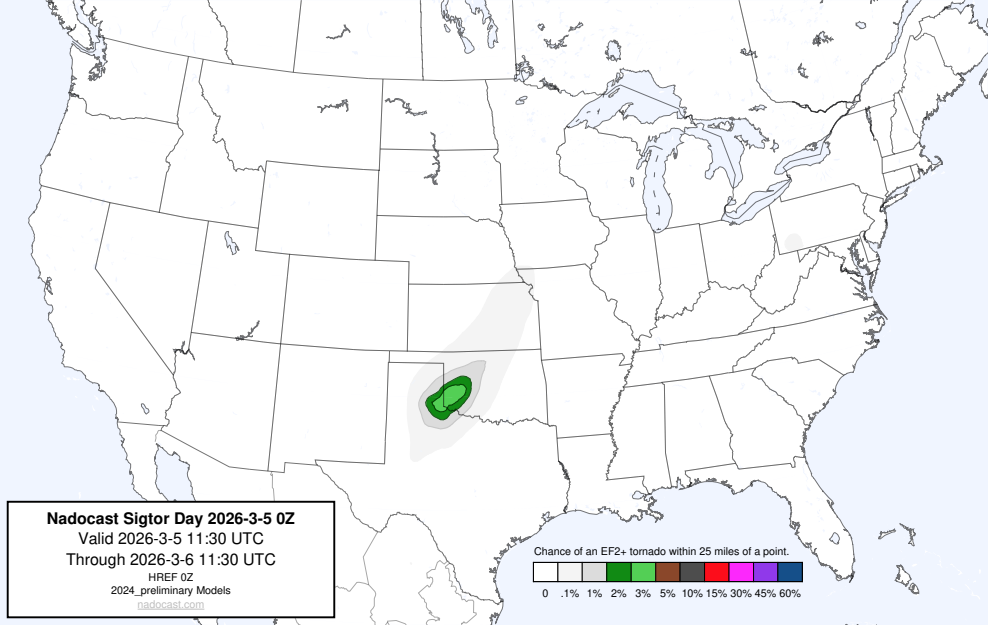 Nadocast Sigtor Day 2026-3-5 0Z
Valid 2026-3-5 11:30 UTC
Through 2026-3-6 11:30 UTC
HREF 0Z
2024_preliminary Models
nadocast.com
Chance of an EF2+ tornado within 25 miles of a point.
0 .1% 1% 2% 3% 5% 10% 15% 30% 45% 60%